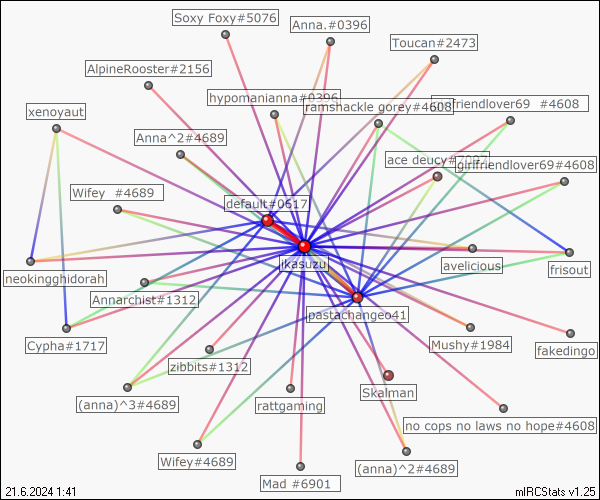 Soxy Foxy#5076
Anna.#0396
Toucan#2473
AlpineRooster#2156
hypomanianna#0396
ramshackle gorey#4608
friendlover69 #4608
xenoyaut
Anna^2#4689
ace deucy#7097
girlfriendlover69#4608
Wifey #4689
default#0617
ikasuzu
avelicious
frisout
neokingghidorah
Annarchist#1312
pastachangeo41
Cypha#1717
Mushy#1984
fakedingo
zibbits#1312
Skalman
(anna)^3#4689
rattgaming
no cops no laws no hope#4608
Wifey#4689
(anna)^2#4689
Mad #6901
21.6.2024 1:41
mIRCStats v1.25